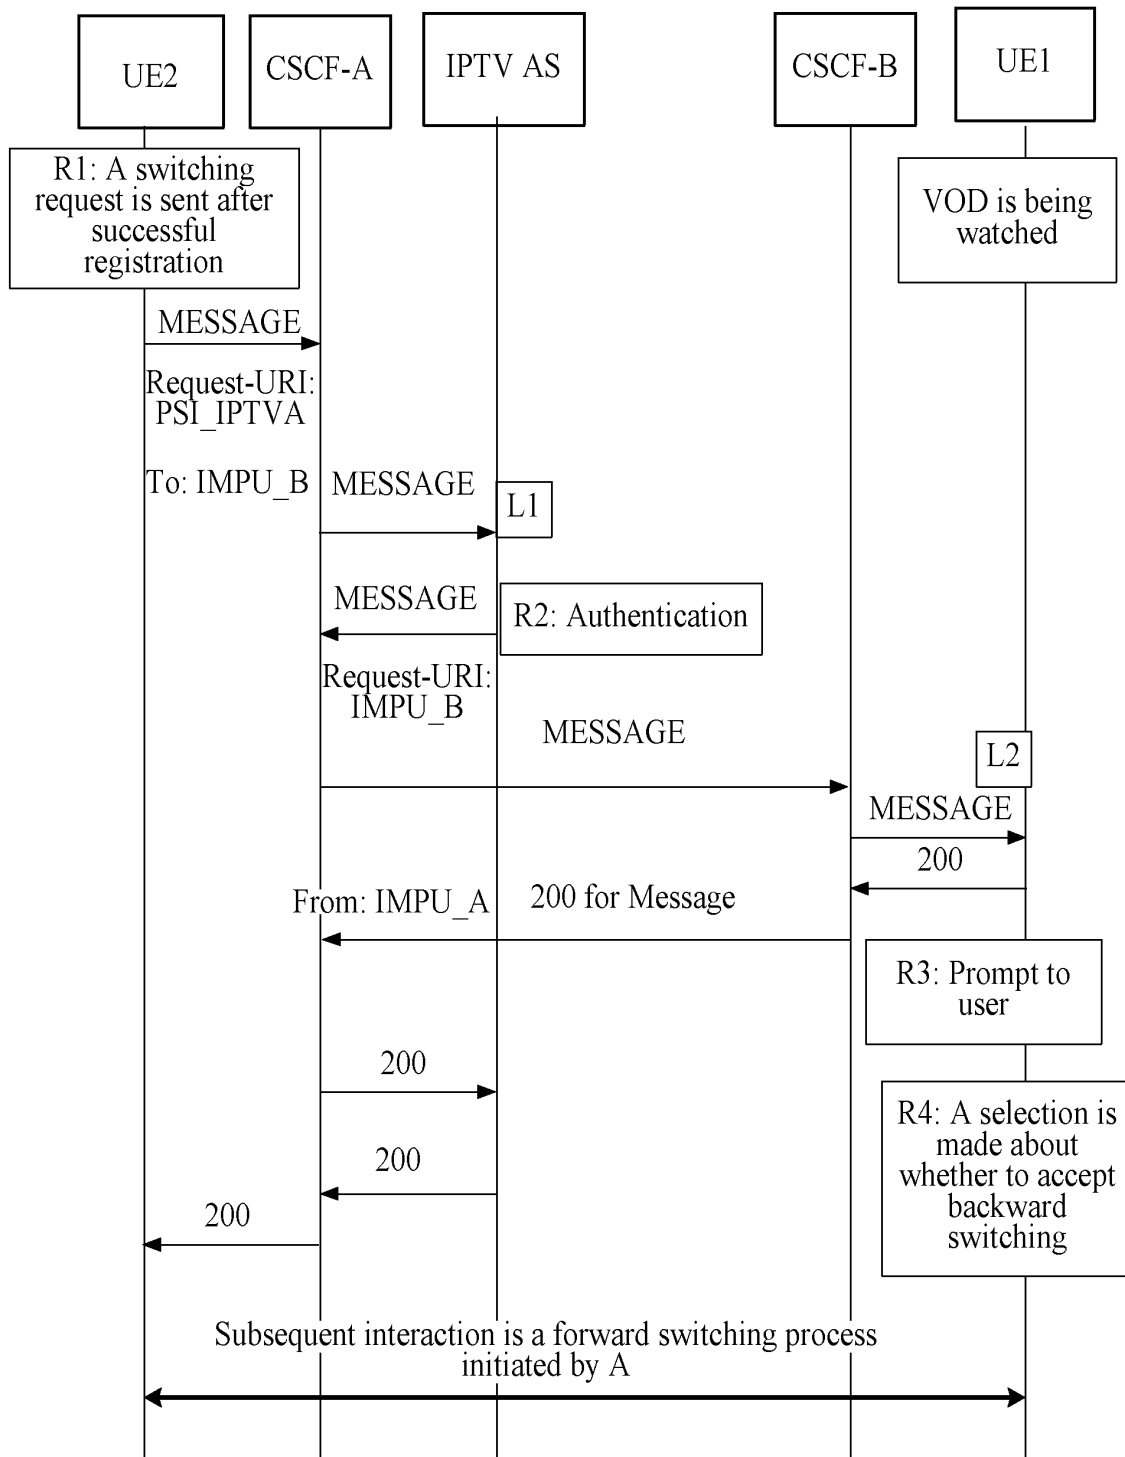 UE2
CSCF-A
IPTV AS
CSCF-B
UE1
R1: A switching
request is sent after
successful
registration
VOD is being
watched
MESSAGE
Request-URI:
PSI_IPTVA
To: IMPU_B
MESSAGE
L1
MESSAGE
R2: Authentication
Request-URI:
IMPU_B
MESSAGE
L2
MESSAGE
200
From: IMPU_A
200 for Message
R3: Prompt to
user
200
R4: A selection is
made about
whether to accept
backward
switching
200
200
Subsequent interaction is a forward switching process
initiated by A